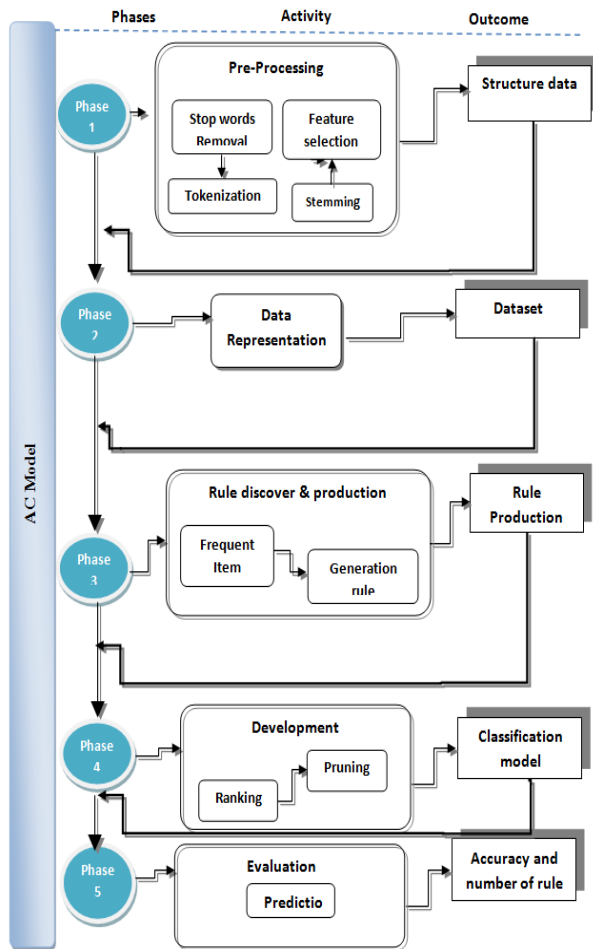 Phases Activity Outcome
Pre-Processing
Structure data
Phase
1
Stop words
Removal
Feature
selection
Tokenization
Stemming
Phase
2
Data
Representation
Dataset
AC Model
Rule discover & production
Rule
Production
Phase
3
Frequent
Item
Generation
rule
Development
Classification
model
Phase
4
Pruning
Ranking
Evaluation
Accuracy and
number of rule
Phase
5
Predictio